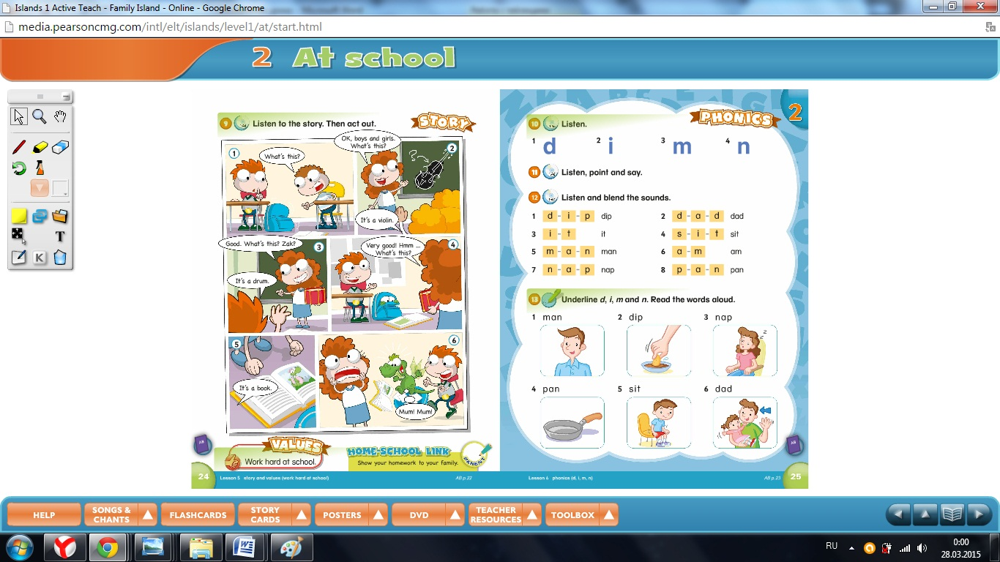 Islands 1 Active Teach - Family Island - Online - Google Chrome
media.pearsoncmg.com/intl/elt/islands/level1/at/start.html
2 At school
9 Listen to the story. Then act out.
STORY
1
What's this?
OK, boys and girls.
What's this?
2
?
It's a violin.
Good. What's this? Zak?
3
It's a drum.
Very good! Hmm ...
What's this?
4
5
It's a book.
6
Mum! Mum!
AB
VALUES
Work hard at school.
HOME-SCHOOL LINK
Show your homework to your family.
PARENT
24
Lesson 5 story and values (work hard at school)
AB p.22
PHONICS
2
10 Listen.
1 d 2 i 3 m 4 n
11 Listen, point and say.
12 Listen and blend the sounds.
1 d - i - p dip 2 d - a - d dad
3 i - t it 4 s - i - t sit
5 m - a - n man 6 a - m am
7 n - a - p nap 8 p - a - n pan
13 Underline d, i, m and n. Read the words aloud.
1 man 2 dip 3 nap
z z
4 pan 5 sit 6 dad
AB
Lesson 6 phonics (d, i, m, n)
AB p.23
25
T
K
HELP
SONGS &
CHANTS
FLASHCARDS
STORY
CARDS
POSTERS
DVD
TEACHER
RESOURCES
TOOLBOX
RU
0:00
28.03.2015